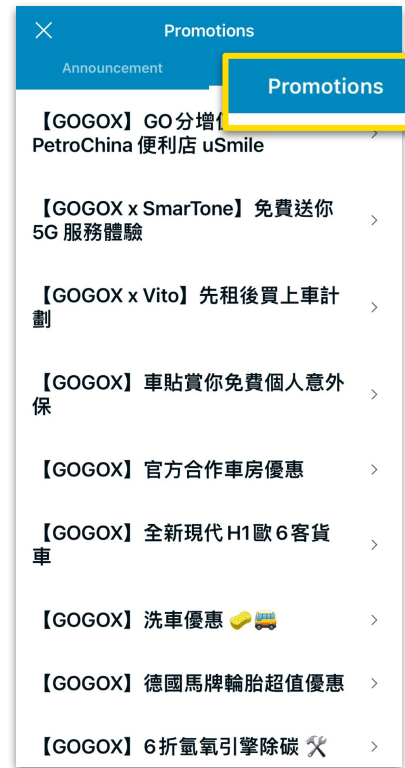 Promotions
Announcement
Promotions
【GOGOX】GO分增值
PetroChina 便利店 uSmile
【GOGOX x SmarTone】免費送你
5G 服務體驗
【GOGOX x Vito】先租後買上車計
劃
【GOGOX】車貼賞你免費個人意外
保
【GOGOX】官方合作車房優惠
【GOGOX】全新現代H1歐6客貨
車
【GOGOX】洗車優惠 🧽🚐
【GOGOX】德國馬牌輪胎超值優惠
【GOGOX】6折氫氧引擎除碳 🛠